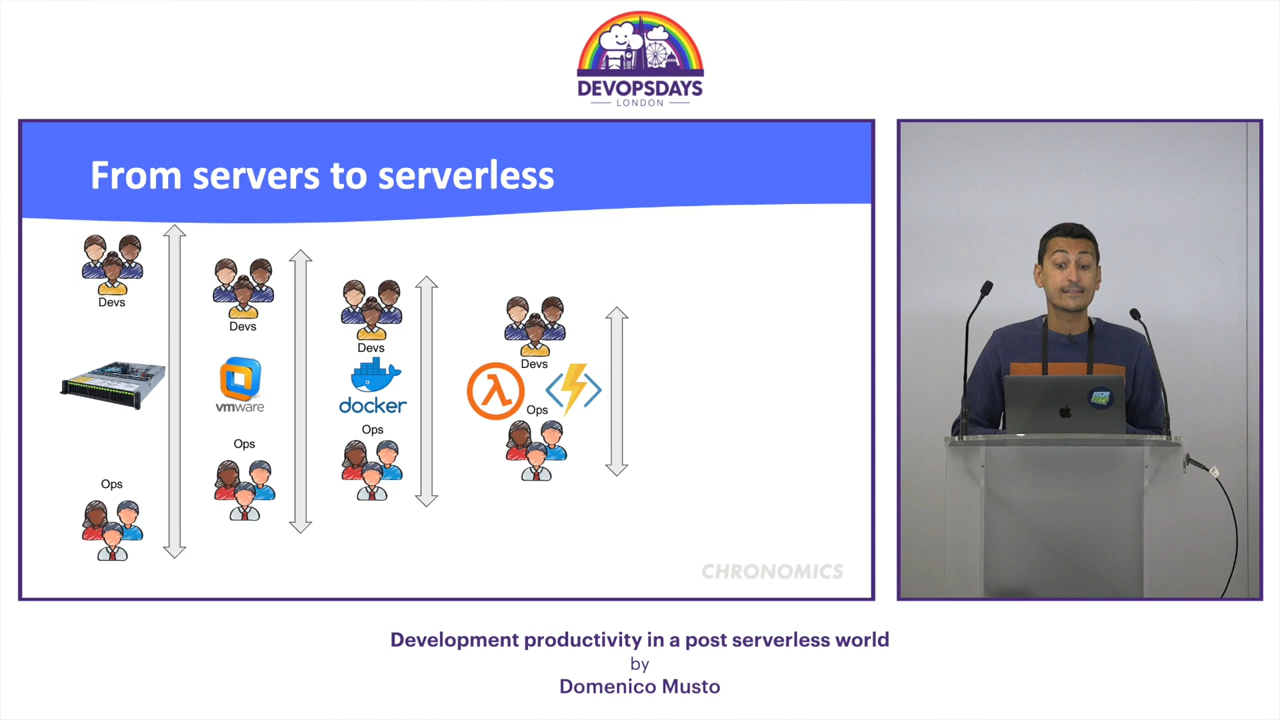 DEVOPSDAYS
LONDON
From servers to serverless
Devs
Devs
Devs
Devs
vmware
docker
Ops
Ops
Ops
Ops
CHRONOMICS
Development productivity in a post serverless world
by
Domenico Musto